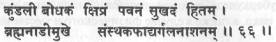 कुंडली बोधकं क्षिप्रं पवनं सुखदं हितम् ।
ब्रह्मनाडीमुखे संस्थकफाद्यर्गलनाशनम् ।। ६६ ।।